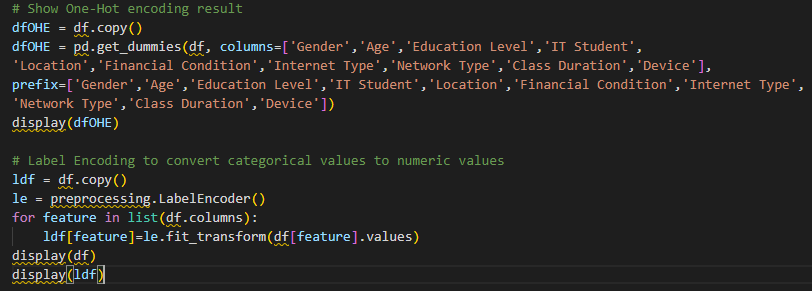 # Show One-Hot encoding result
dfOHE = df.copy()
dfOHE = pd.get_dummies(df, columns=['Gender','Age','Education Level','IT Student',
'Location','Financial Condition','Internet Type','Network Type','Class Duration','Device'],
prefix=['Gender','Age','Education Level','IT Student','Location','Financial Condition','Internet Type',
'Network Type','Class Duration','Device'])
display(dfOHE)

# Label Encoding to convert categorical values to numeric values
ldf = df.copy()
le = preprocessing.LabelEncoder()
for feature in list(df.columns):
    ldf[feature]=le.fit_transform(df[feature].values)
display(df)
display(ldf)